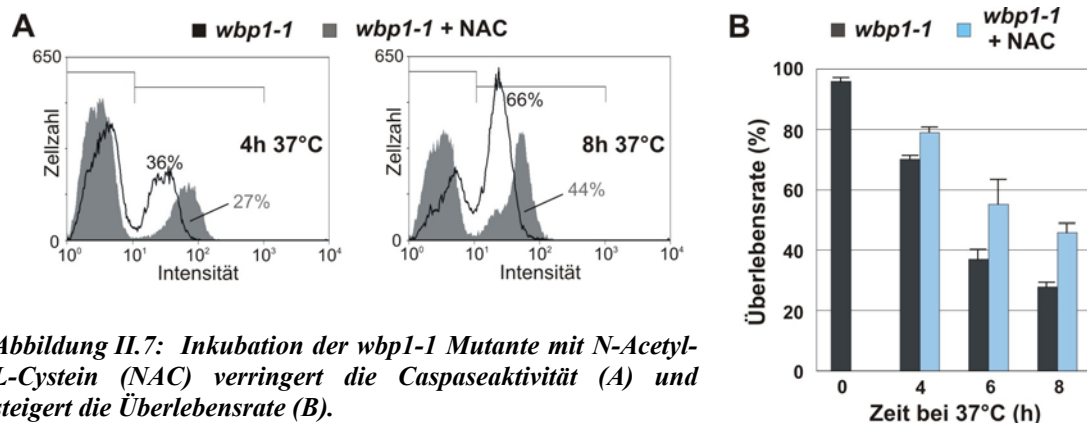 A
wbp1-1
wbp1-1 + NAC
650
Zellzahl
0
36%
4h 37°C
27%
10⁰ 10¹ 10² 10³ 10⁴
Intensität
650
Zellzahl
0
66%
8h 37°C
44%
10⁰ 10¹ 10² 10³ 10⁴
Intensität
B
wbp1-1
wbp1-1
+ NAC
Überlebensrate (%)
100
80
60
40
20
0
0 4 6 8
Zeit bei 37°C (h)
Abbildung II.7: Inkubation der wbp1-1 Mutante mit N-Acetyl-
L-Cystein (NAC) verringert die Caspaseaktivität (A) und
steigert die Überlebensrate (B).